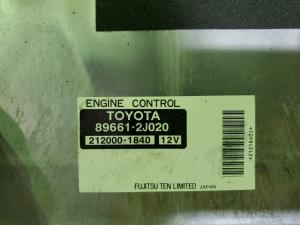 ENGINE CONTROL
TOYOTA
89661-2J020
212000-1840 12V
FUJITSU TEN LIMITED JAPAN